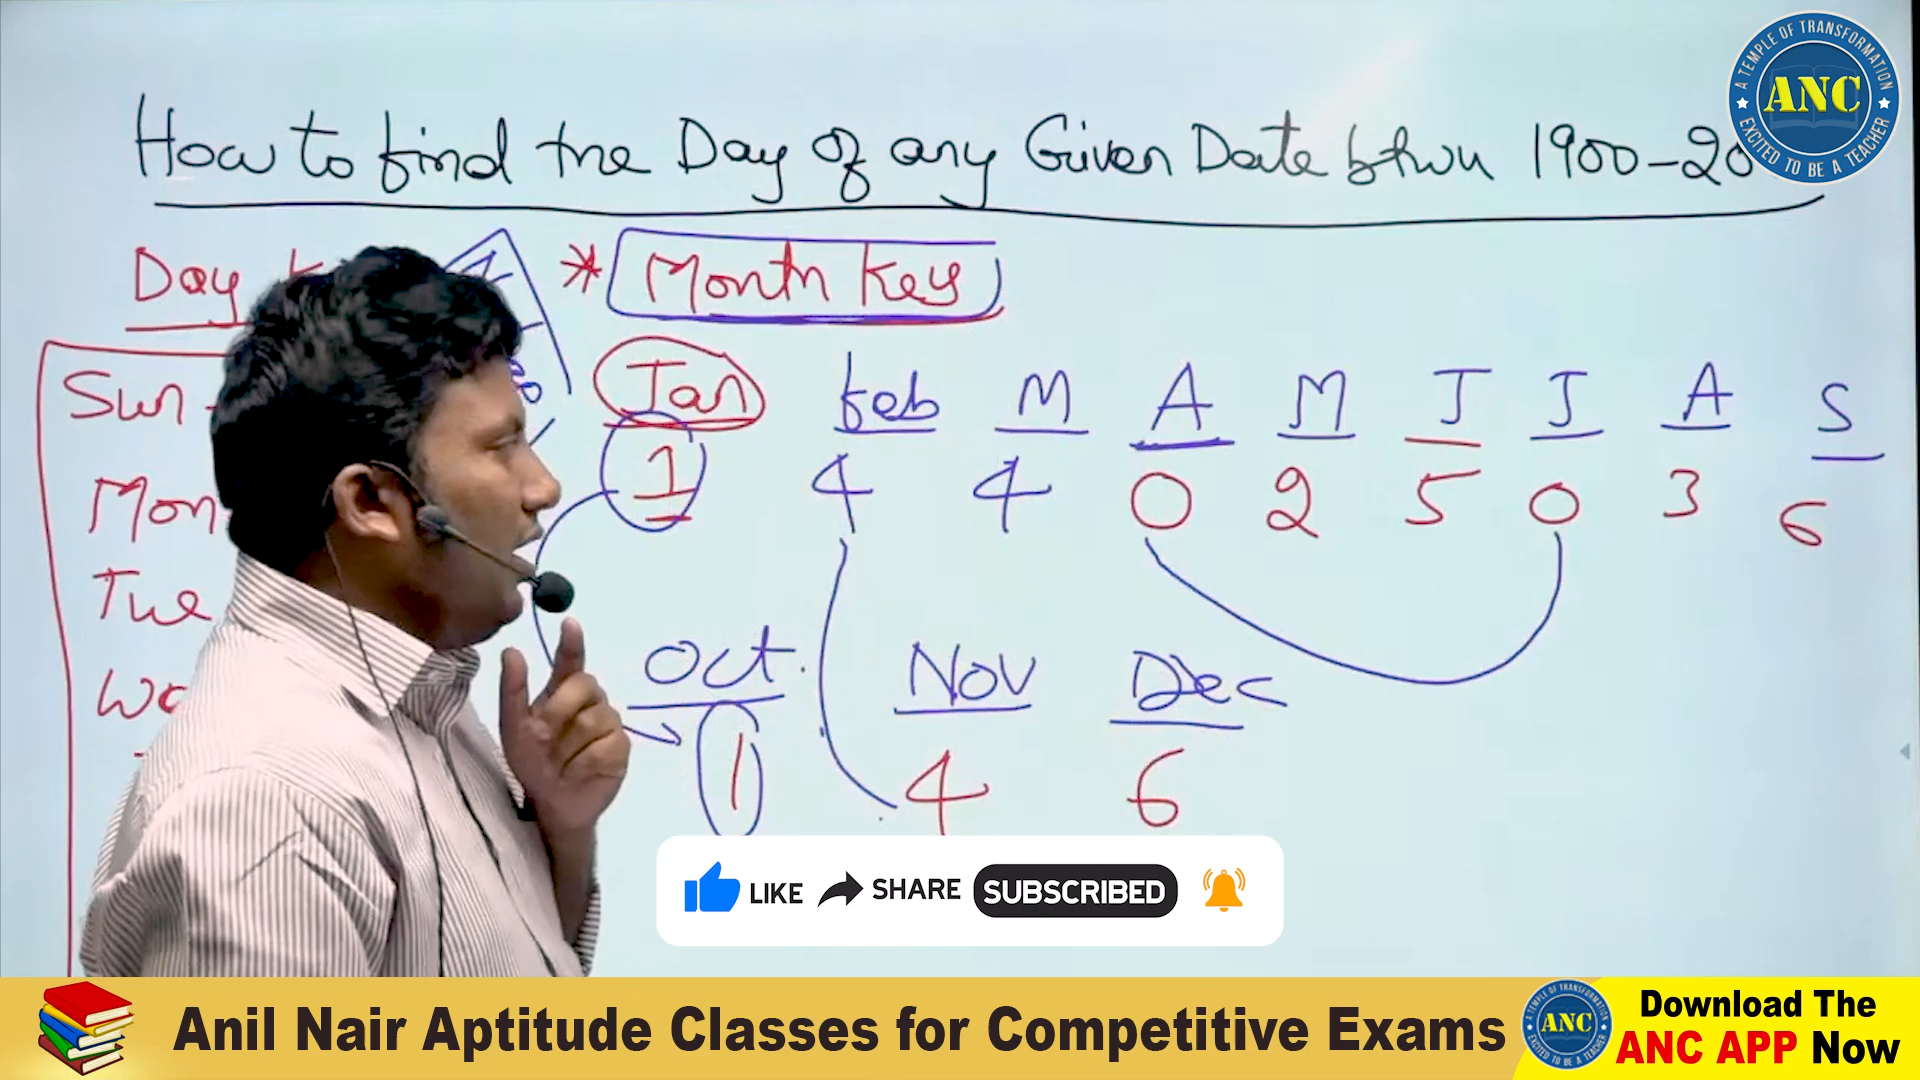 How to find the Day of any Given Date btwn 1900-20
A TEMPLE OF TRANSFORMATION
ANC
EXCITED TO BE A TEACHER
Day
* Month Key
Sun -
Jan Feb M A M J J A S
1 4 4 0 2 5 0 3 6
Mon
Tue
Oct. Nov Dec
1 4 6
LIKE SHARE SUBSCRIBED
Anil Nair Aptitude Classes for Competitive Exams
ANC
Download The
ANC APP Now